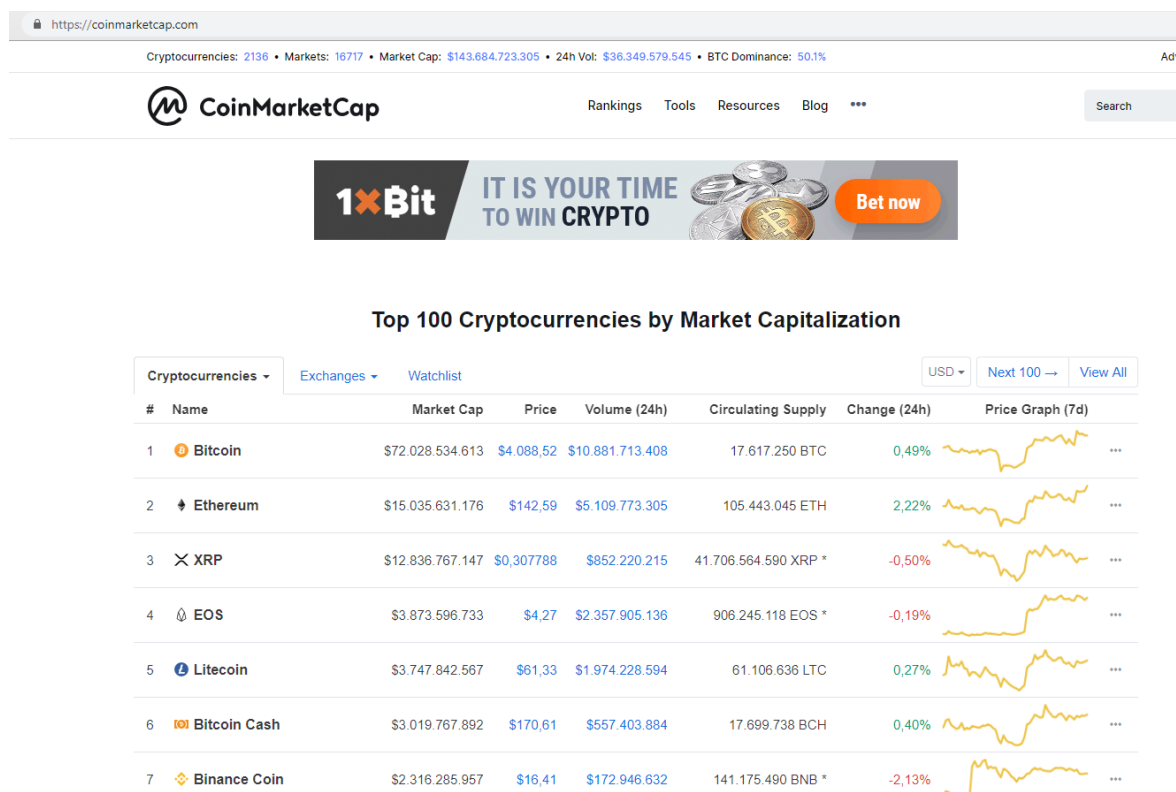 https://coinmarketcap.com
Cryptocurrencies: 2136 • Markets: 16717 • Market Cap: $143.684.723.305 • 24h Vol: $36.349.579.545 • BTC Dominance: 50.1%
CoinMarketCap Rankings Tools Resources Blog ••• Search
1×Bit IT IS YOUR TIME TO WIN CRYPTO Bet now
Top 100 Cryptocurrencies by Market Capitalization
Cryptocurrencies Exchanges Watchlist USD Next 100 → View All
# Name Market Cap Price Volume (24h) Circulating Supply Change (24h) Price Graph (7d)
1 Bitcoin $72.028.534.613 $4.088,52 $10.881.713.408 17.617.250 BTC 0,49%
2 Ethereum $15.035.631.176 $142,59 $5.109.773.305 105.443.045 ETH 2,22%
3 XRP $12.836.767.147 $0,307788 $852.220.215 41.706.564.590 XRP * -0,50%
4 EOS $3.873.596.733 $4,27 $2.357.905.136 906.245.118 EOS * -0,19%
5 Litecoin $3.747.842.567 $61,33 $1.974.228.594 61.106.636 LTC 0,27%
6 Bitcoin Cash $3.019.767.892 $170,61 $557.403.884 17.699.738 BCH 0,40%
7 Binance Coin $2.316.285.957 $16,41 $172.946.632 141.175.490 BNB * -2,13%